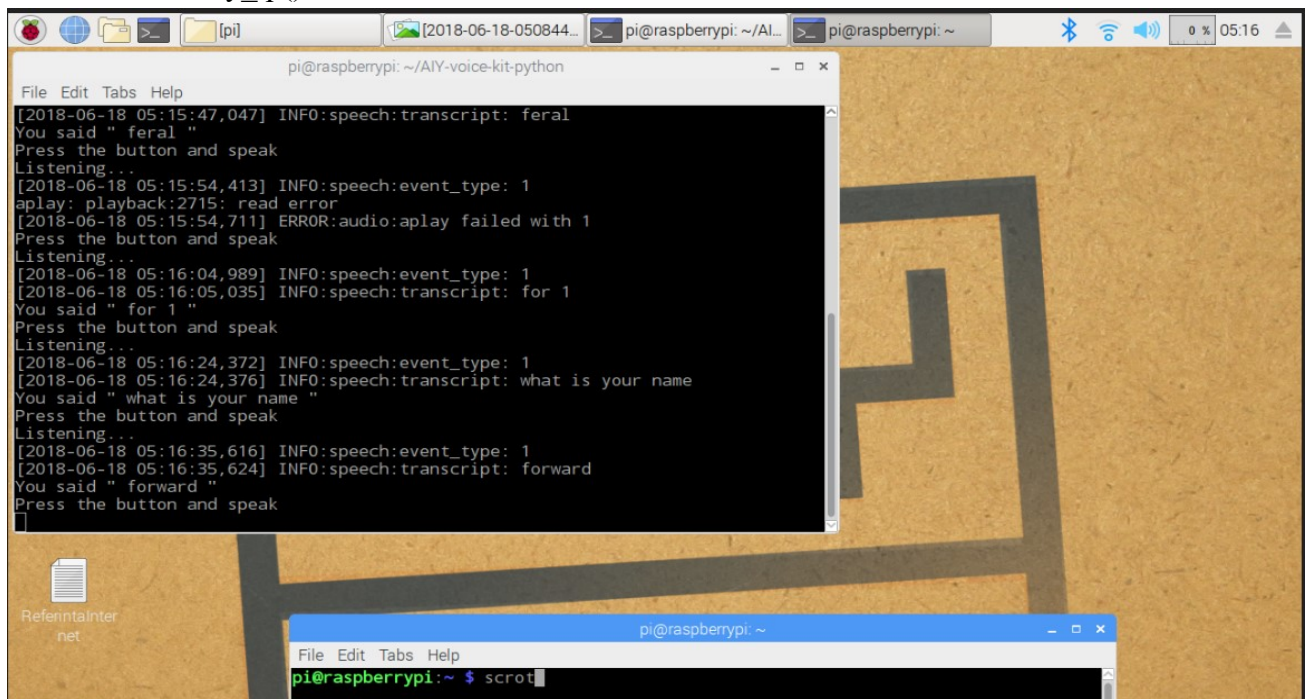 [pi]
[2018-06-18-050844...
pi@raspberrypi: ~/AI...
pi@raspberrypi: ~
0 %
05:16
pi@raspberrypi: ~/AIY-voice-kit-python
File Edit Tabs Help
[2018-06-18 05:15:47,047] INFO:speech:transcript: feral
You said " feral "
Press the button and speak
Listening...
[2018-06-18 05:15:54,413] INFO:speech:event_type: 1
aplay: playback:2715: read error
[2018-06-18 05:15:54,711] ERROR:audio:aplay failed with 1
Press the button and speak
Listening...
[2018-06-18 05:16:04,989] INFO:speech:event_type: 1
[2018-06-18 05:16:05,035] INFO:speech:transcript: for 1
You said " for 1 "
Press the button and speak
Listening...
[2018-06-18 05:16:24,372] INFO:speech:event_type: 1
[2018-06-18 05:16:24,376] INFO:speech:transcript: what is your name
You said " what is your name "
Press the button and speak
Listening...
[2018-06-18 05:16:35,616] INFO:speech:event_type: 1
[2018-06-18 05:16:35,624] INFO:speech:transcript: forward
You said " forward "
Press the button and speak
ReferintaInter
net
pi@raspberrypi: ~
File Edit Tabs Help
pi@raspberrypi:~ $ scrot